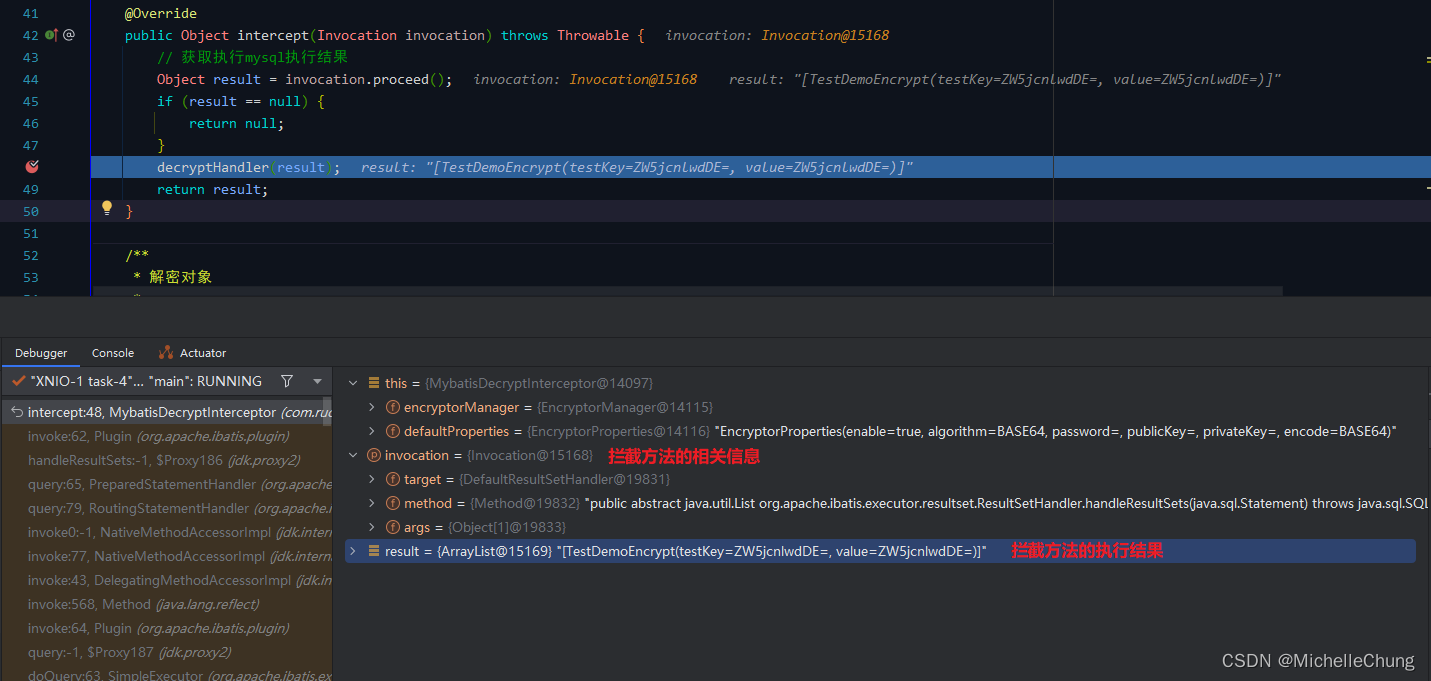 41 @Override
42 @ public Object intercept(Invocation invocation) throws Throwable { invocation: Invocation@15168
43 // 获取执行mysql执行结果
44 Object result = invocation.proceed(); invocation: Invocation@15168 result: "[TestDemoEncrypt(testKey=ZW5jcnlwdDE=, value=ZW5jcnlwdDE=)]"
45 if (result == null) {
46 return null;
47 }
decryptHandler(result); result: "[TestDemoEncrypt(testKey=ZW5jcnlwdDE=, value=ZW5jcnlwdDE=)]"
49 return result;
50 }
51
52 /**
53 * 解密对象
Debugger Console Actuator
"XNIO-1 task-4"... "main": RUNNING
intercept:48, MybatisDecryptInterceptor (com.ruo
invoke:62, Plugin (org.apache.ibatis.plugin)
handleResultSets:-1, $Proxy186 (jdk.proxy2)
query:65, PreparedStatementHandler (org.apache
query:79, RoutingStatementHandler (org.apache.i
invoke0:-1, NativeMethodAccessorImpl (jdk.intern
invoke:77, NativeMethodAccessorImpl (jdk.intern
invoke:43, DelegatingMethodAccessorImpl (jdk.in
invoke:568, Method (java.lang.reflect)
invoke:64, Plugin (org.apache.ibatis.plugin)
query:-1, $Proxy187 (jdk.proxy2)
doQuery:63, SimpleExecutor (org.apache.ibatis.ex
this = {MybatisDecryptInterceptor@14097}
encryptorManager = {EncryptorManager@14115}
defaultProperties = {EncryptorProperties@14116} "EncryptorProperties(enable=true, algorithm=BASE64, password=, publicKey=, privateKey=, encode=BASE64)"
invocation = {Invocation@15168} 拦截方法的相关信息
target = {DefaultResultSetHandler@19831}
method = {Method@19832} "public abstract java.util.List org.apache.ibatis.executor.resultset.ResultSetHandler.handleResultSets(java.sql.Statement) throws java.sql.SQL
args = {Object[1]@19833}
result = {ArrayList@15169} "[TestDemoEncrypt(testKey=ZW5jcnlwdDE=, value=ZW5jcnlwdDE=)]" 拦截方法的执行结果
CSDN @MichelleChung